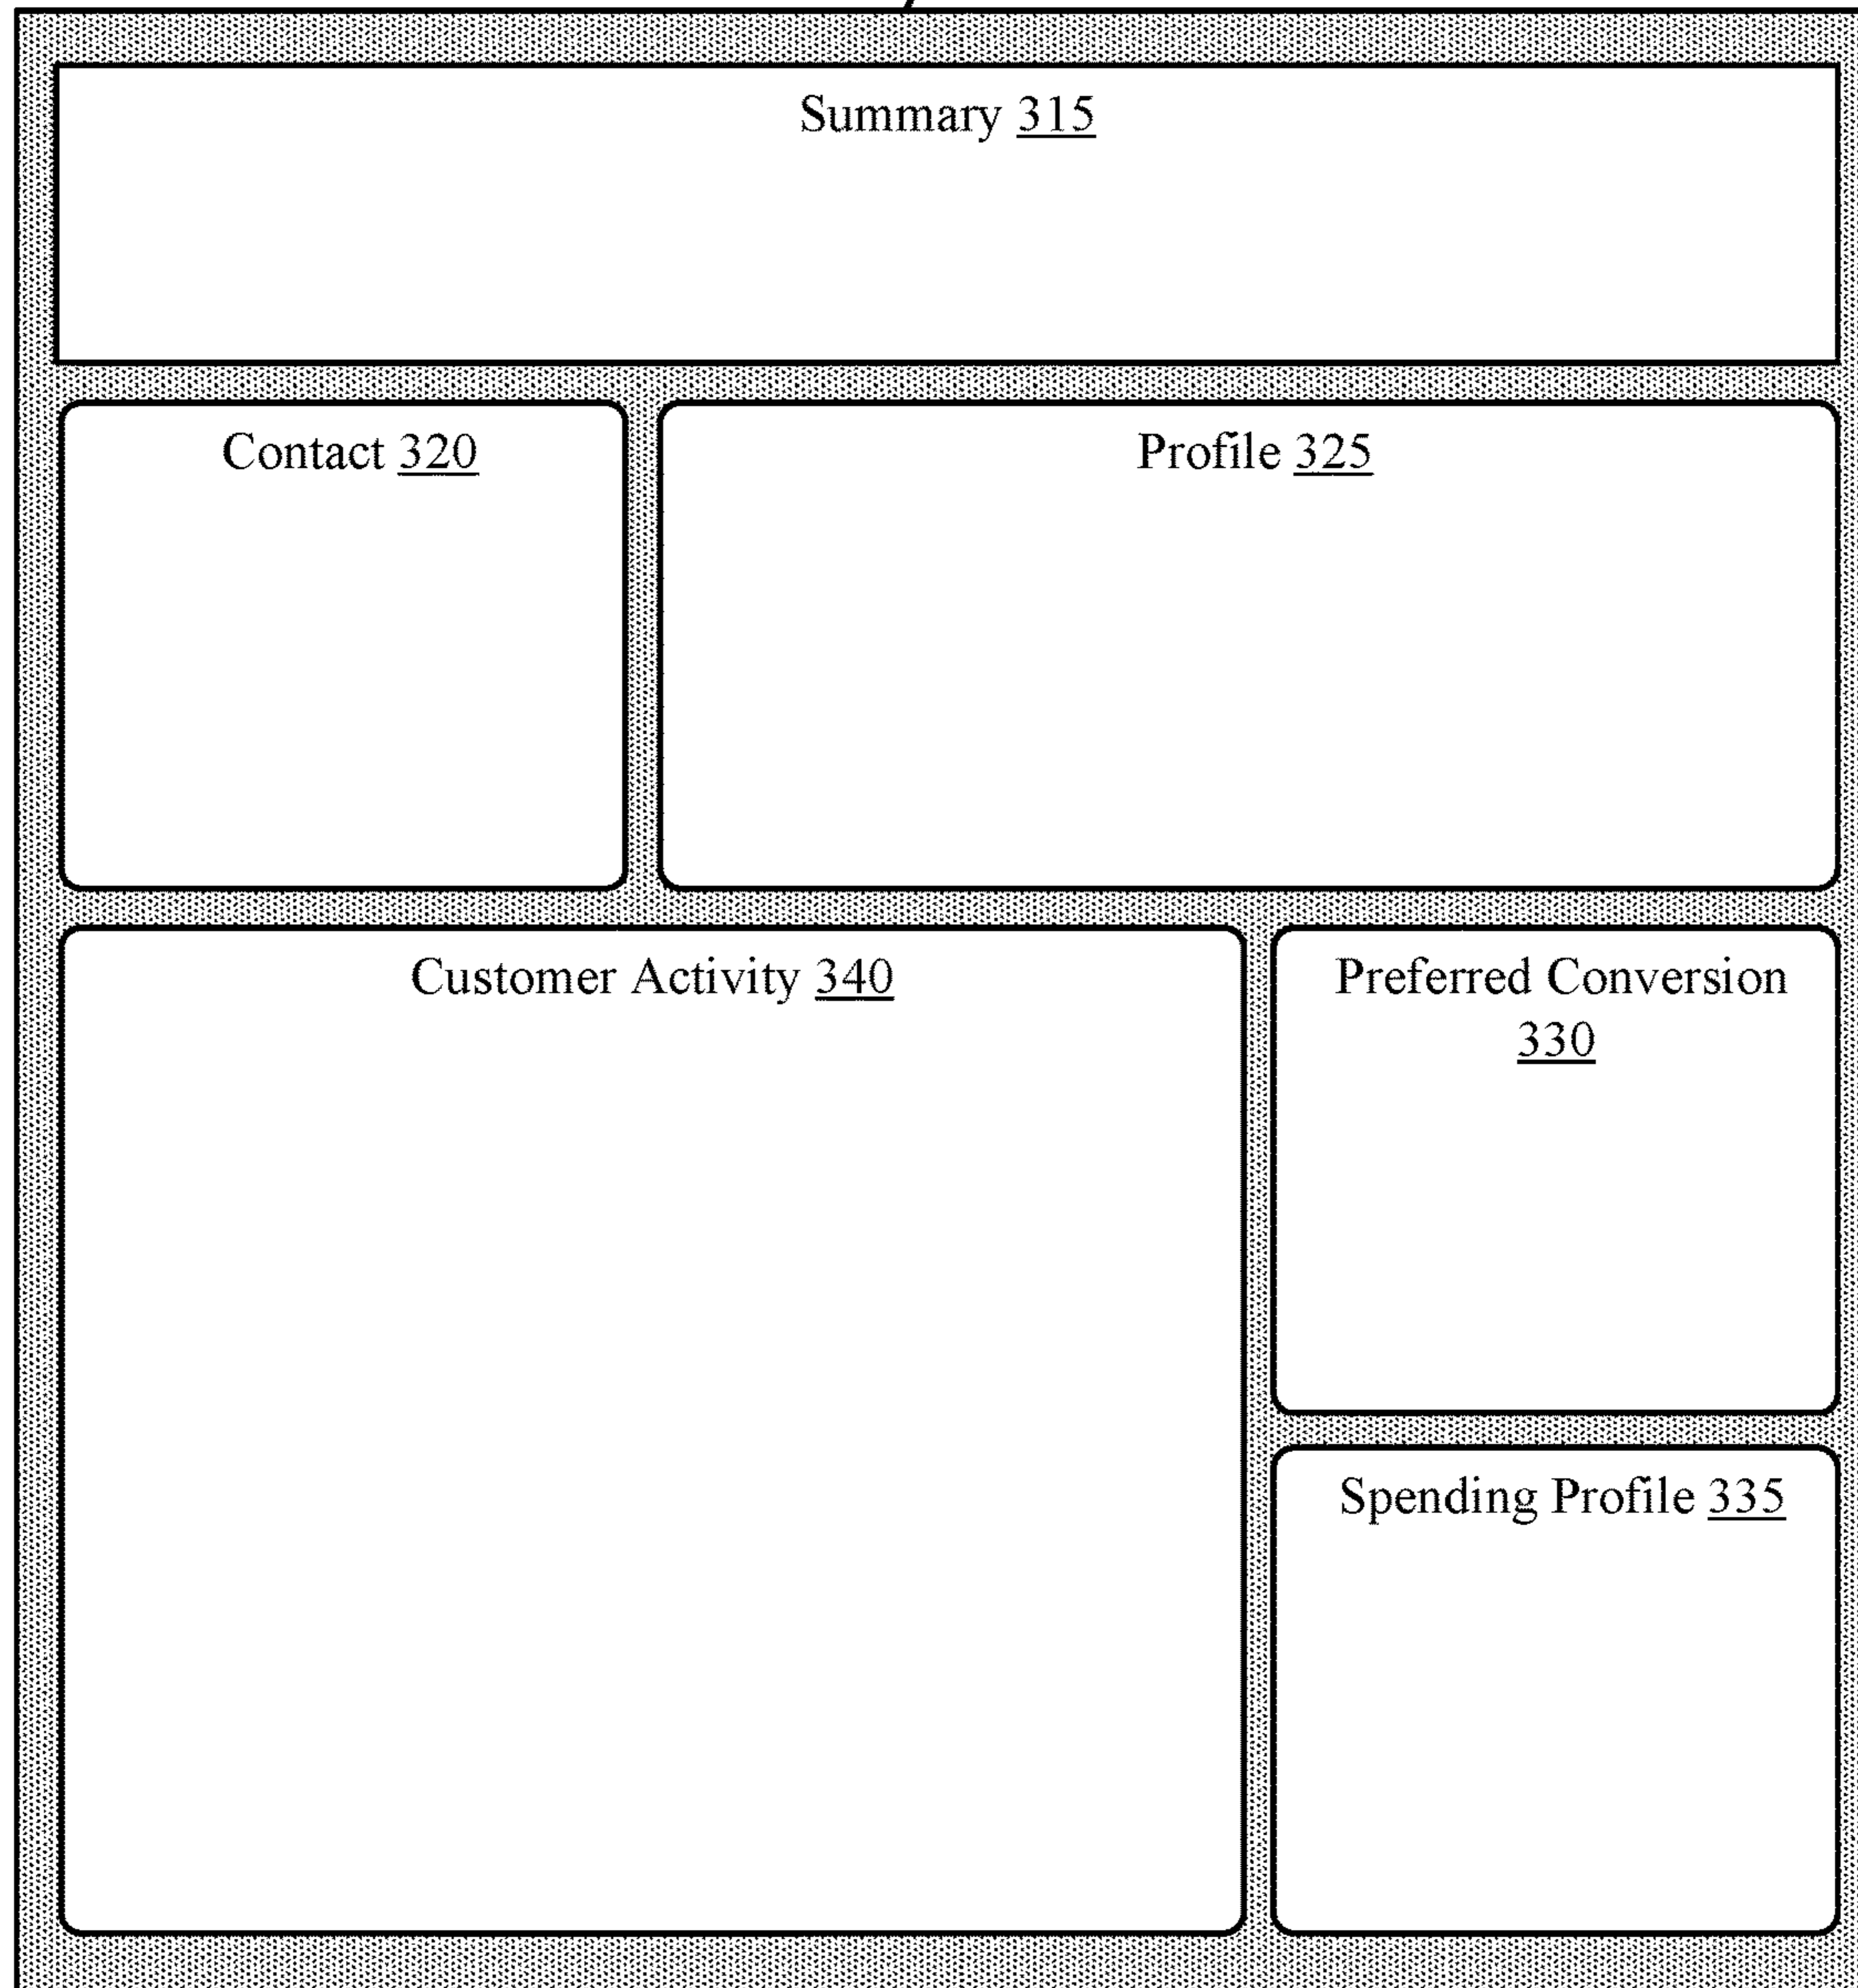 Summary 315
Contact 320
Profile 325
Customer Activity 340
Preferred Conversion
330
Spending Profile 335